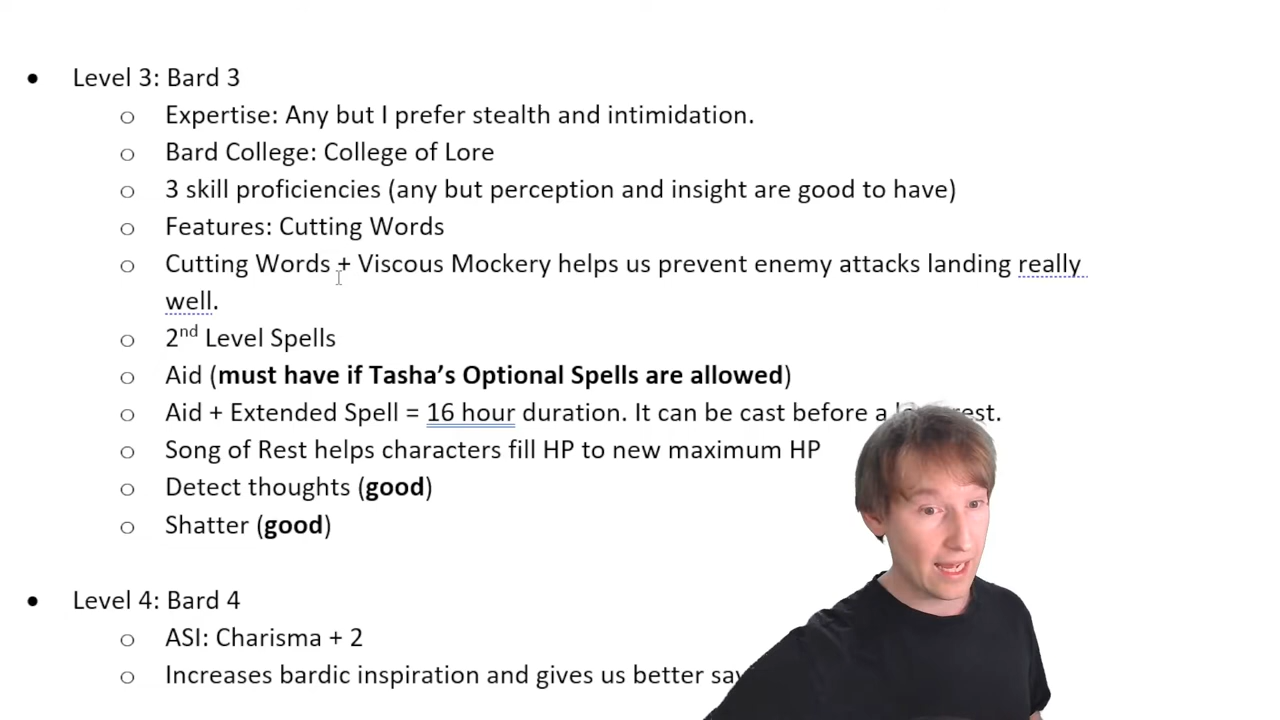 Level 3: Bard 3
Expertise: Any but I prefer stealth and intimidation.
Bard College: College of Lore
3 skill proficiencies (any but perception and insight are good to have)
Features: Cutting Words
Cutting Words + Viscous Mockery helps us prevent enemy attacks landing really
well.
2nd Level Spells
Aid (must have if Tasha's Optional Spells are allowed)
Aid + Extended Spell = 16 hour duration. It can be cast before a
Song of Rest helps characters fill HP to new maximum HP
Detect thoughts (good)
Shatter (good)
Level 4: Bard 4
ASI: Charisma + 2
Increases bardic inspiration and gives us better